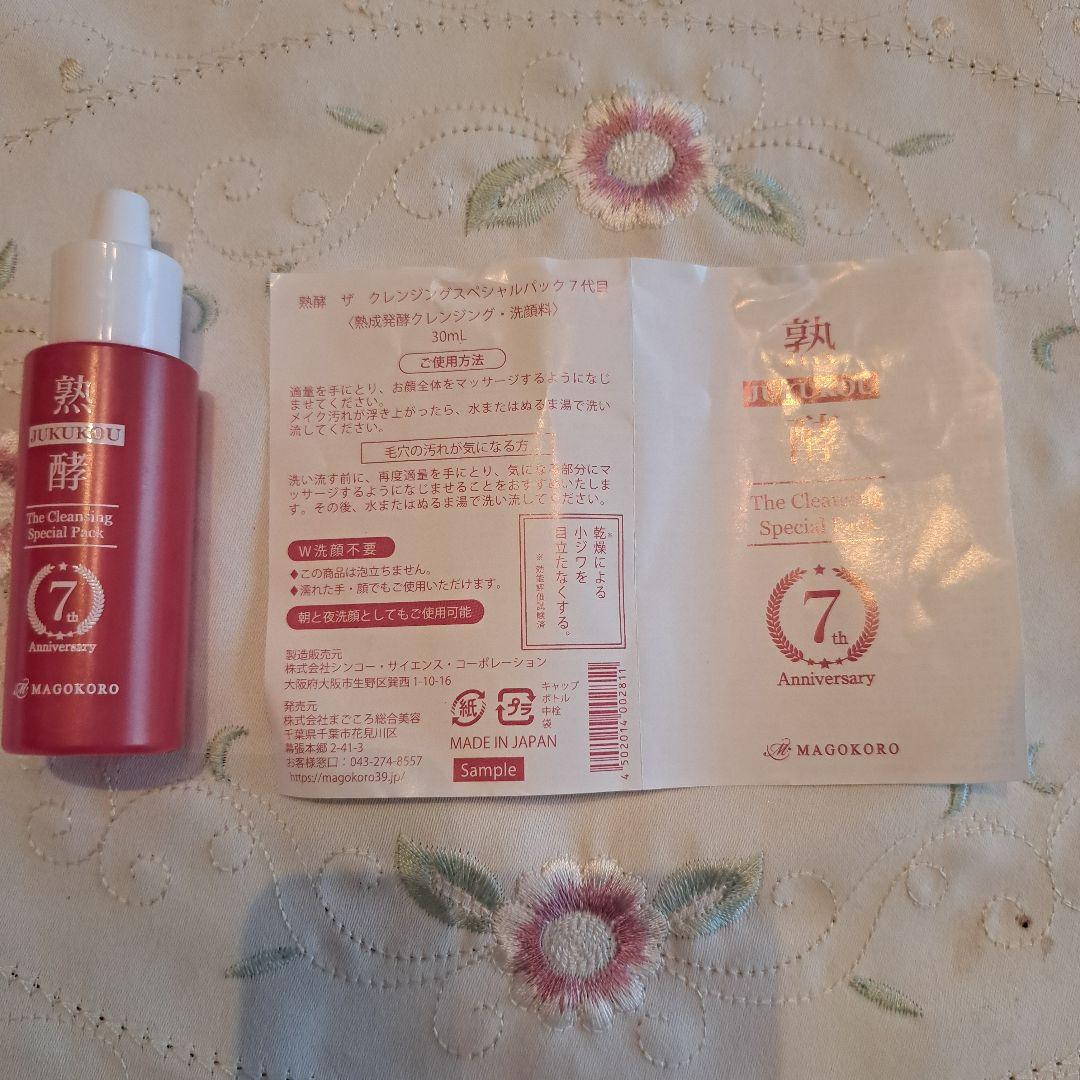 熟
JUKUKOU
酵
The Cleansing
Special Pack
7th
Anniversary
MAGOKORO
熟酵 ザ クレンジングスペシャルパック7代目
〈熟成発酵クレンジング・洗顔料〉
30mL
ご使用方法
適量を手にとり、お顔全体をマッサージするようになじ
ませてください。
メイク汚れが浮き上がったら、水またはぬるま湯で洗い
流してください。
毛穴の汚れが気になる方
洗い流す前に、再度適量を手にとり、気になる部分にマ
ッサージするようになじませることをおすすめいたしま
す。その後、水またはぬるま湯で洗い流してください。
W洗顔不要
◆この商品は泡立ちません。
◆濡れた手・顔でもご使用いただけます。
朝と夜洗顔としてもご使用可能
乾燥による※
小ジワを
目立たなくする。
※効能評価試験済
製造販売元
株式会社シンコー・サイエンス・コーポレーション
大阪府大阪市生野区巽西1-10-16
発売元
株式会社まごころ総合美容
千葉県千葉市花見川区
幕張本郷2-41-3
お客様窓口：043-274-8557
https://magokoro39.jp/
紙
プラ
キャップ
ボトル
中栓
袋
MADE IN JAPAN
Sample
4 502014 002811
熟
JUKUKOU
酵
The Cleansing
Special Pack
7th
Anniversary
MAGOKORO